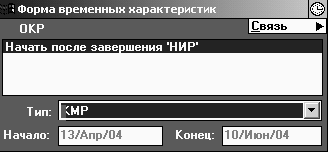 Форма временных характеристик
ОКР
Связь
Начать после завершения 'НИР'
Тип: КМР
Начало: 13/Апр/04 Конец: 10/Июн/04